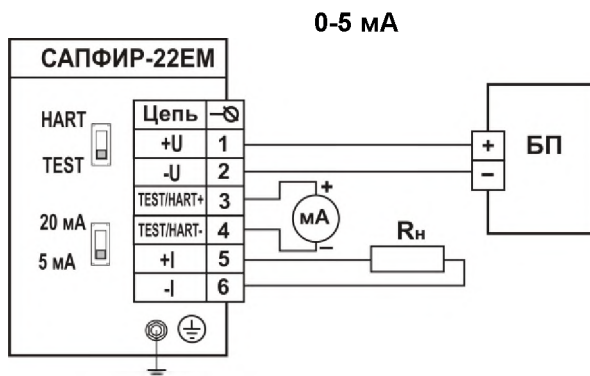 0-5 мА
САПФИР-22ЕМ
HART
TEST
20 мА
5 мА
Цепь
+U 1
-U 2
TEST/HART+ 3
TEST/HART- 4
+I 5
-I 6
+
мА
–
Rн
+
–
БП